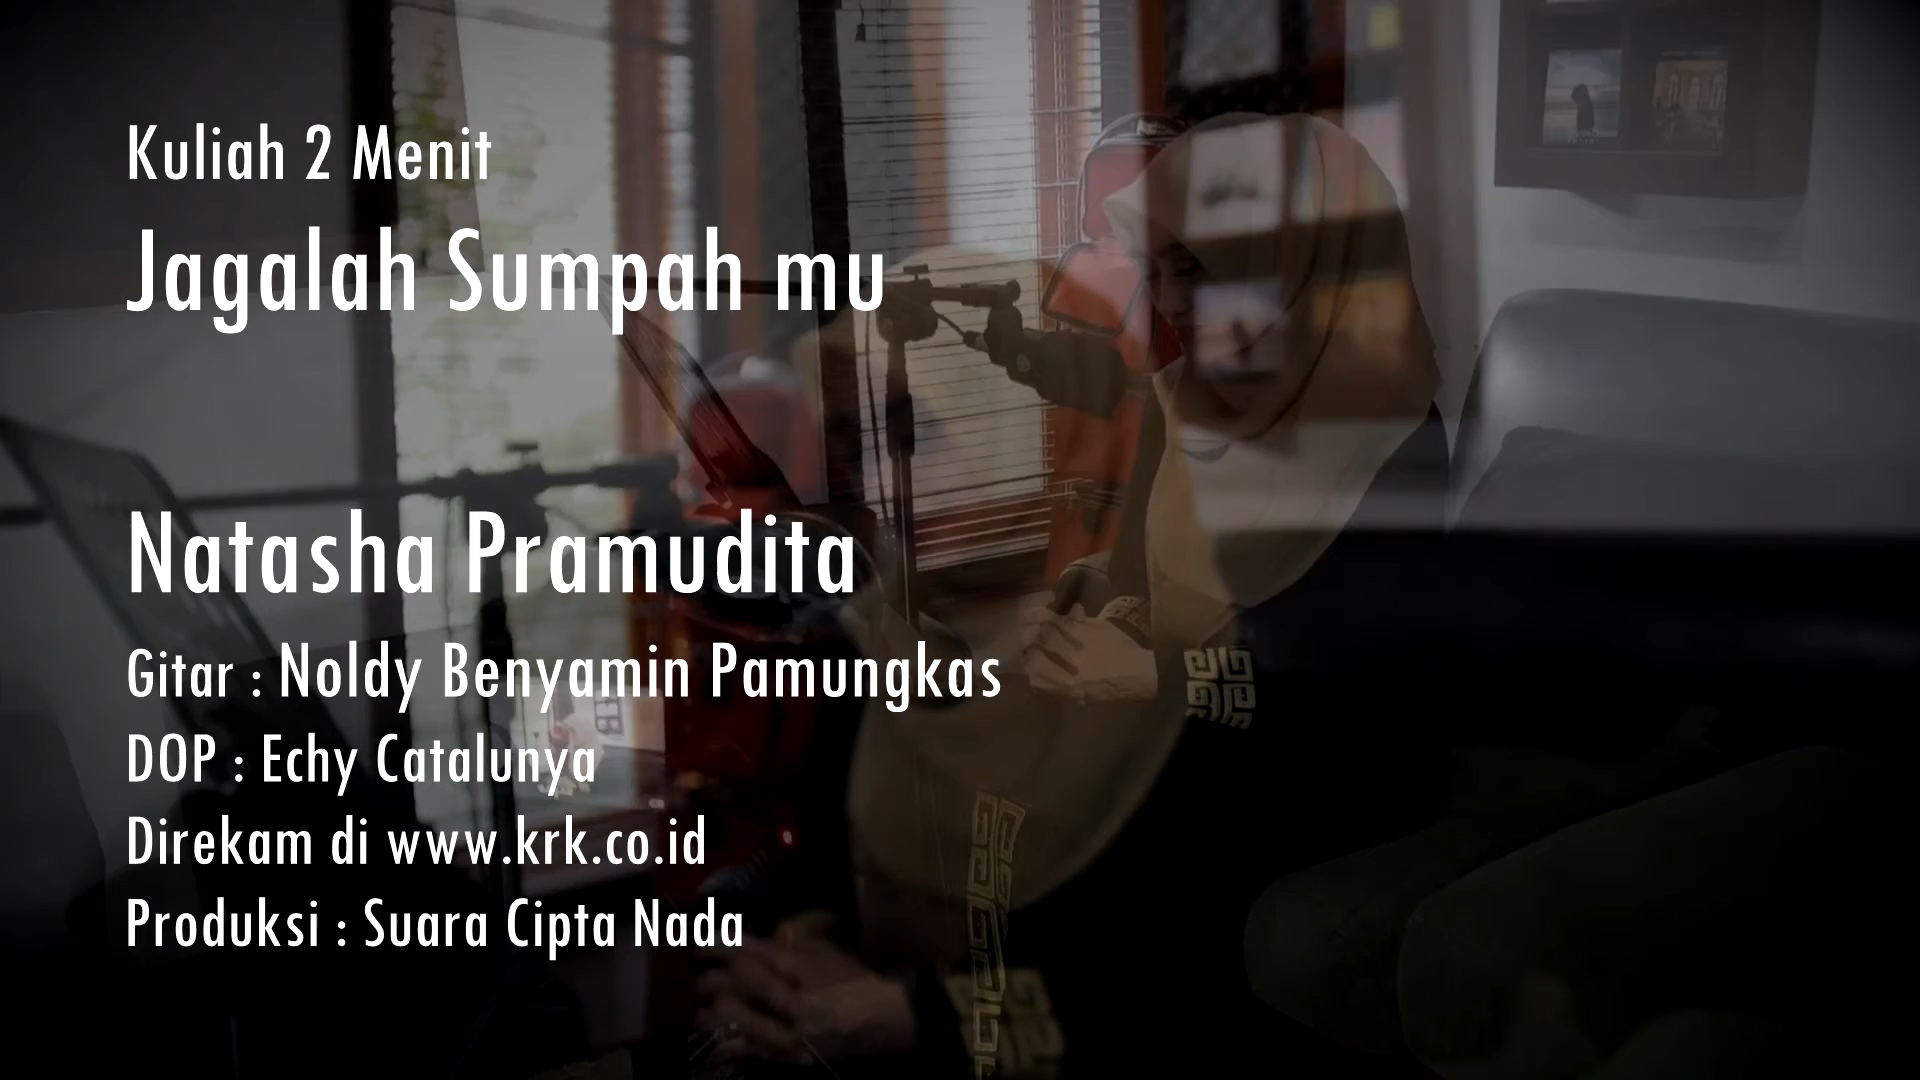 Kuliah 2 Menit
Jagalah Sumpah mu
Natasha Pramudita
Gitar : Noldy Benyamin Pamungkas
DOP : Echy Catalunya
Direkam di www.krk.co.id
Produksi : Suara Cipta Nada